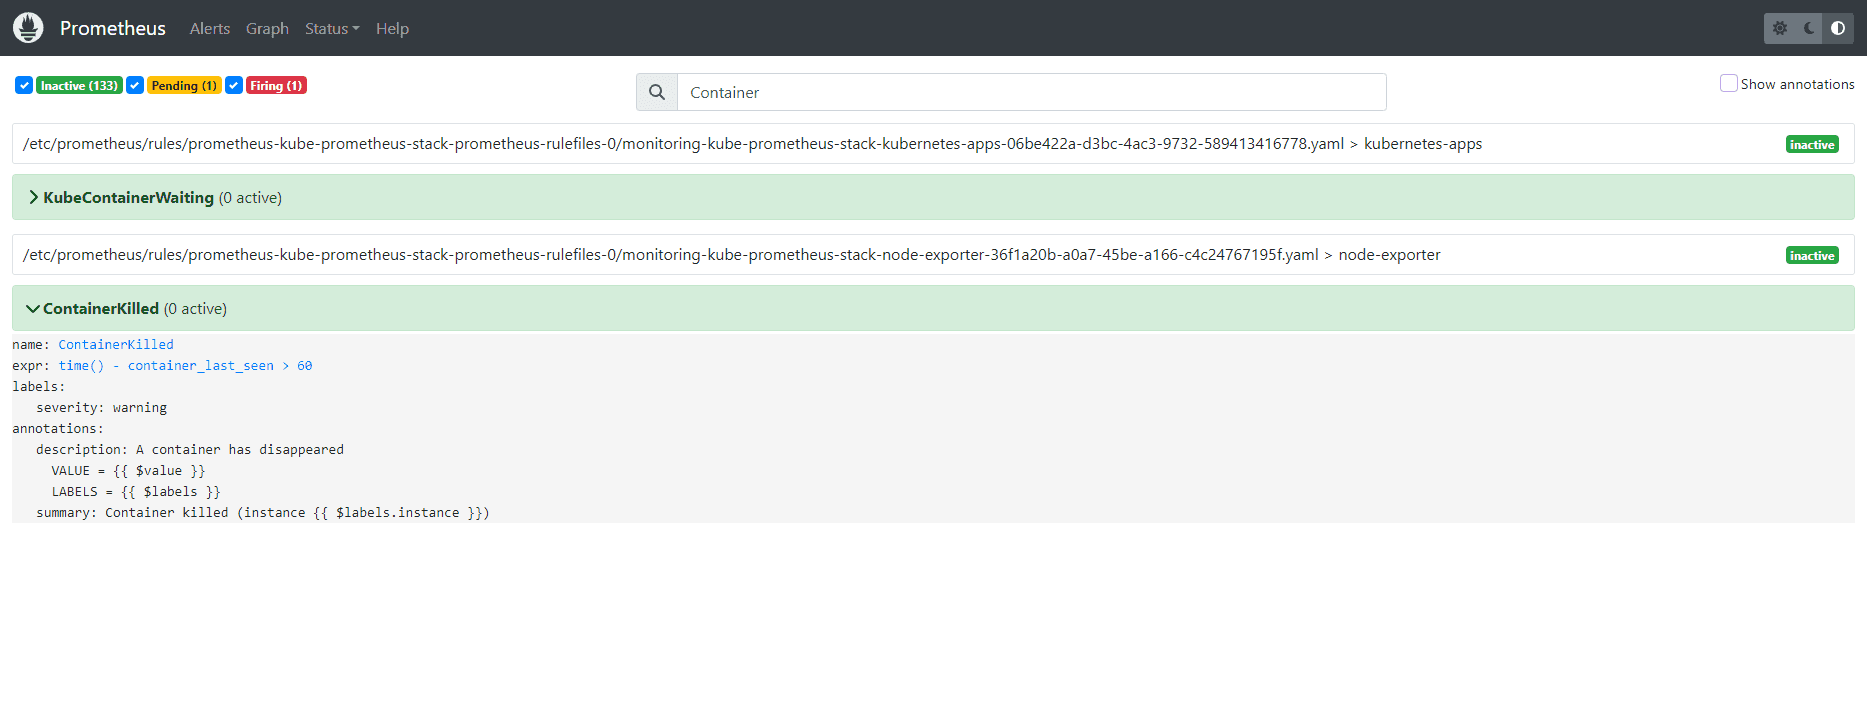 Prometheus Alerts Graph Status Help
Inactive (133) Pending (1) Firing (1)
Container
Show annotations
/etc/prometheus/rules/prometheus-kube-prometheus-stack-prometheus-rulefiles-0/monitoring-kube-prometheus-stack-kubernetes-apps-06be422a-d3bc-4ac3-9732-589413416778.yaml > kubernetes-apps
inactive
KubeContainerWaiting (0 active)
/etc/prometheus/rules/prometheus-kube-prometheus-stack-prometheus-rulefiles-0/monitoring-kube-prometheus-stack-node-exporter-36f1a20b-a0a7-45be-a166-c4c24767195f.yaml > node-exporter
inactive
ContainerKilled (0 active)
name: ContainerKilled
expr: time() - container_last_seen > 60
labels:
severity: warning
annotations:
description: A container has disappeared
VALUE = {{ $value }}
LABELS = {{ $labels }}
summary: Container killed (instance {{ $labels.instance }})